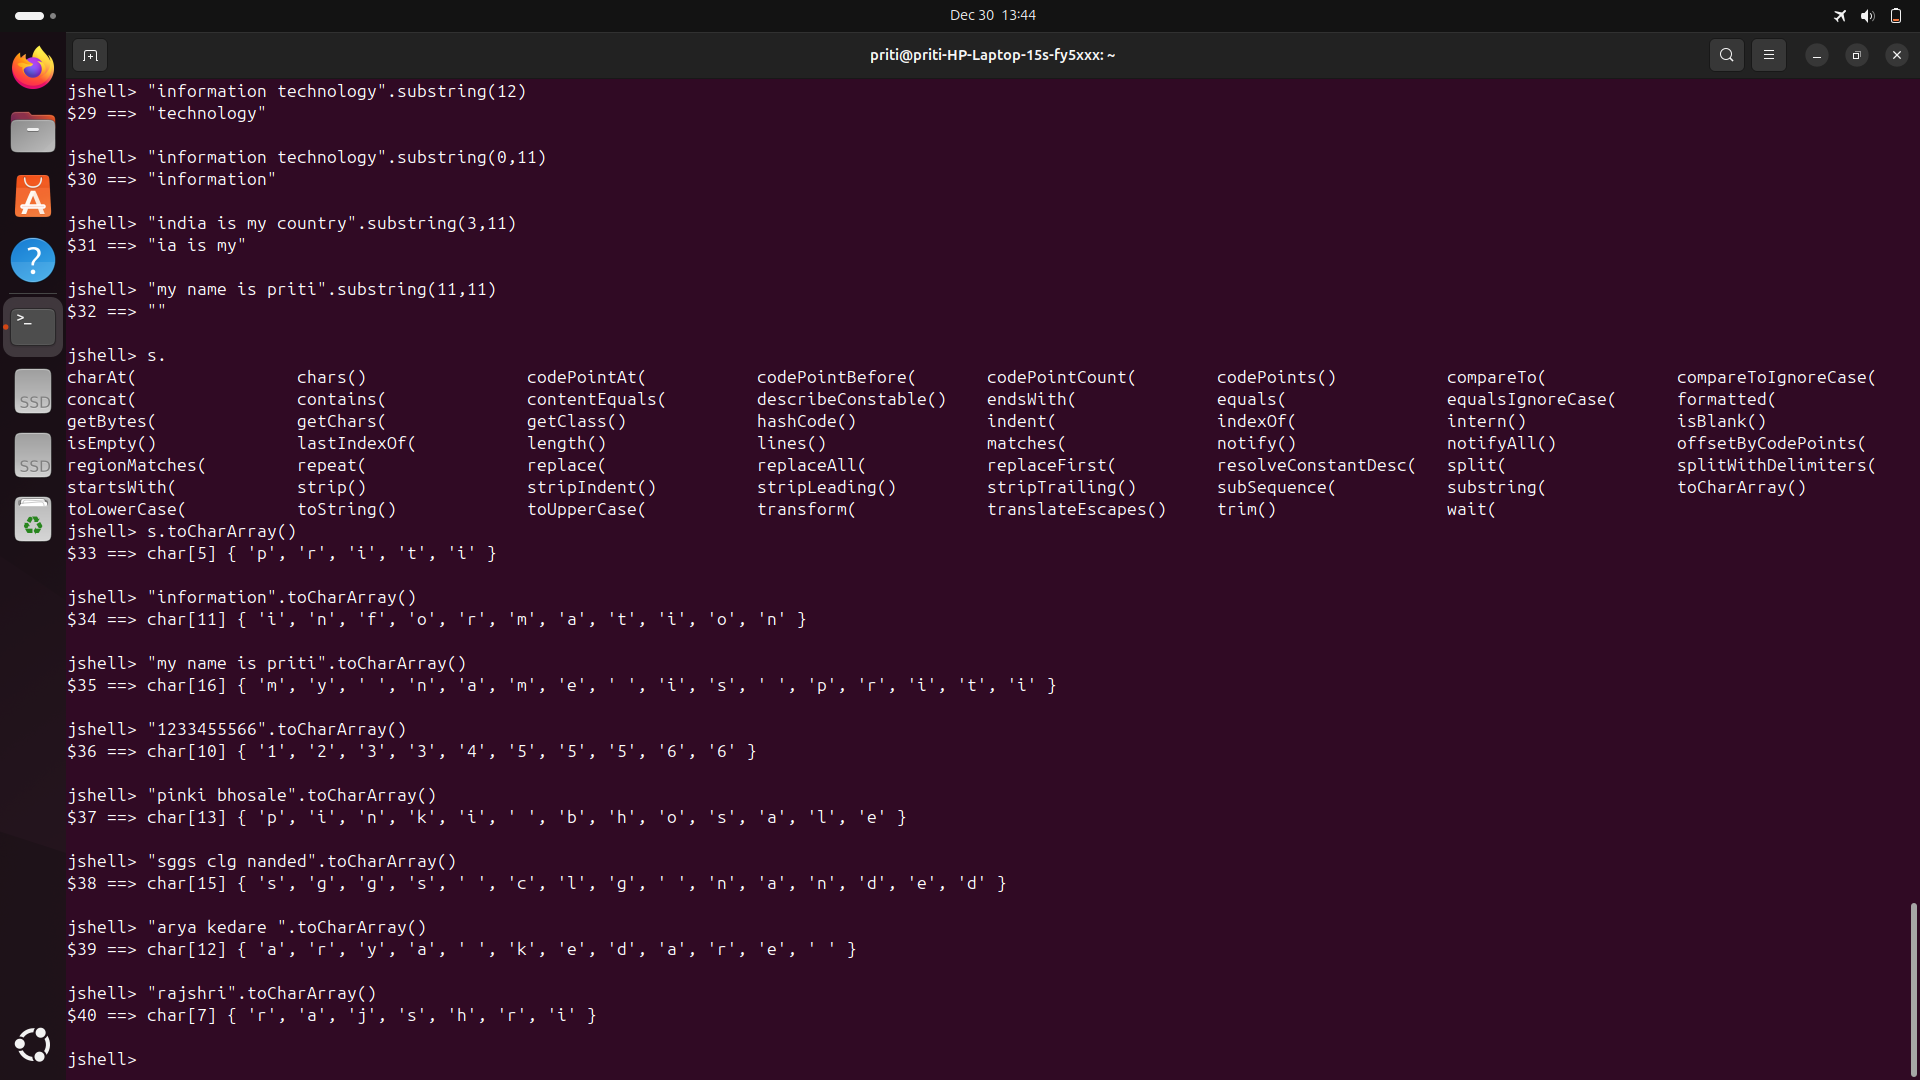 Dec 30 13:44
priti@priti-HP-Laptop-15s-fy5xxx: ~
jshell> "information technology".substring(12)
$29 ==> "technology"
jshell> "information technology".substring(0,11)
$30 ==> "information"
jshell> "india is my country".substring(3,11)
$31 ==> "ia is my"
jshell> "my name is priti".substring(11,11)
$32 ==> ""
jshell> s.
charAt( chars() codePointAt( codePointBefore( codePointCount( codePoints() compareTo( compareToIgnoreCase(
concat( contains( contentEquals( describeConstable() endsWith( equals( equalsIgnoreCase( formatted(
getBytes( getChars( getClass() hashCode() indent( indexOf( intern() isBlank()
isEmpty() lastIndexOf( length() lines() matches( notify() notifyAll() offsetByCodePoints(
regionMatches( repeat( replace( replaceAll( replaceFirst( resolveConstantDesc( split( splitWithDelimiters(
startsWith( strip() stripIndent() stripLeading() stripTrailing() subSequence( substring( toCharArray()
toLowerCase( toString() toUpperCase( transform( translateEscapes() trim() wait(
jshell> s.toCharArray()
$33 ==> char[5] { 'p', 'r', 'i', 't', 'i' }
jshell> "information".toCharArray()
$34 ==> char[11] { 'i', 'n', 'f', 'o', 'r', 'm', 'a', 't', 'i', 'o', 'n' }
jshell> "my name is priti".toCharArray()
$35 ==> char[16] { 'm', 'y', ' ', 'n', 'a', 'm', 'e', ' ', 'i', 's', ' ', 'p', 'r', 'i', 't', 'i' }
jshell> "1233455566".toCharArray()
$36 ==> char[10] { '1', '2', '3', '3', '4', '5', '5', '5', '6', '6' }
jshell> "pinki bhosale".toCharArray()
$37 ==> char[13] { 'p', 'i', 'n', 'k', 'i', ' ', 'b', 'h', 'o', 's', 'a', 'l', 'e' }
jshell> "sggs clg nanded".toCharArray()
$38 ==> char[15] { 's', 'g', 'g', 's', ' ', 'c', 'l', 'g', ' ', 'n', 'a', 'n', 'd', 'e', 'd' }
jshell> "arya kedare ".toCharArray()
$39 ==> char[12] { 'a', 'r', 'y', 'a', ' ', 'k', 'e', 'd', 'a', 'r', 'e', ' ' }
jshell> "rajshri".toCharArray()
$40 ==> char[7] { 'r', 'a', 'j', 's', 'h', 'r', 'i' }
jshell>
?
>_
SSD
SSD